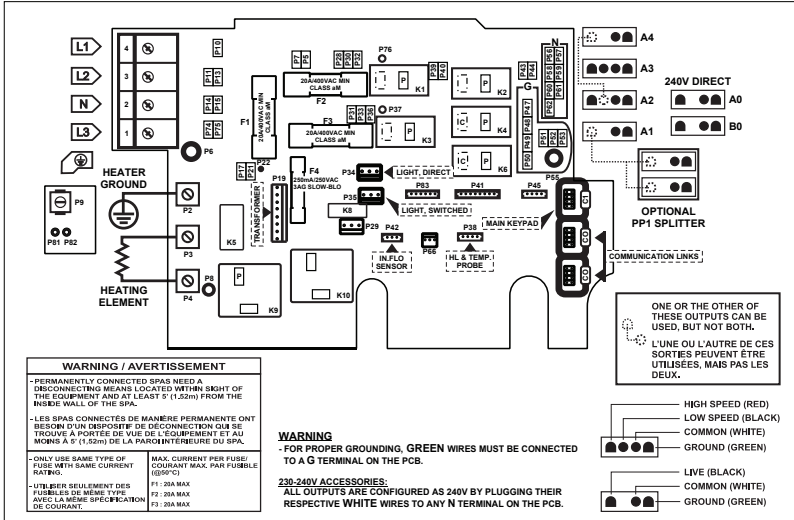 L1
L2
N
L3
4
3
2
1
P10
P11
P13
P14
P15
P74
P75
P6
F1
20A/400VAC MIN
CLASS aM
P7
P5
P28
P30
P32
20A/400VAC MIN
CLASS aM
F2
P31
P33
P36
F3
20A/400VAC MIN
CLASS aM
P76
P
K1
P37
P
K3
P39
P40
C
K2
C
K4
C
K6
P43
P44
N
P66
P67
P58
P59
P60
P61
P62
G
P47
P48
P49
P50
P51
P52
P53
P55
A4
A3
A2
A1
240V DIRECT
A0
B0
OPTIONAL
PP1 SPLITTER
HEATER
GROUND
P9
P81 P82
P2
P3
P4
P8
HEATING
ELEMENT
P17
P21
P22
P19
TRANSFORMER
F4
250mA/250VAC
3AG SLOW-BLO
K5
P34
LIGHT, DIRECT
P35
LIGHT, SWITCHED
K8
P29
P83
P41
P45
MAIN KEYPAD
P42
IN.FLO
SENSOR
P66
P38
HL & TEMP.
PROBE
C1
CO
CO
COMMUNICATION LINKS
P
K9
K10
ONE OR THE OTHER OF
THESE OUTPUTS CAN BE
USED, BUT NOT BOTH.
L'UNE OU L'AUTRE DE CES
SORTIES PEUVENT ÊTRE
UTILISÉES, MAIS PAS LES
DEUX.
WARNING / AVERTISSEMENT
- PERMANENTLY CONNECTED SPAS NEED A
DISCONNECTING MEANS LOCATED WITHIN SIGHT OF
THE EQUIPMENT AND AT LEAST 5' (1,52m) FROM THE
INSIDE WALL OF THE SPA.
- LES SPAS CONNECTÉS DE MANIÈRE PERMANENTE ONT
BESOIN D'UN DISPOSITIF DE DÉCONNECTION QUI SE
TROUVE À PORTÉE DE VUE DE L'ÉQUIPEMENT ET AU
MOINS À 5' (1,52m) DE LA PAROI INTÉRIEURE DU SPA.
- ONLY USE SAME TYPE OF
FUSE WITH SAME CURRENT
RATING.
- UTILISER SEULEMENT DES
FUSIBLES DE MÊME TYPE
AVEC LA MÊME SPÉCIFICATION
DE COURANT.
MAX. CURRENT PER FUSE/
COURANT MAX. PAR FUSIBLE
(@50°C)
F1 : 20A MAX
F2 : 20A MAX
F3 : 20A MAX
WARNING
- FOR PROPER GROUNDING, GREEN WIRES MUST BE CONNECTED
TO A G TERMINAL ON THE PCB.
230-240V ACCESSORIES:
ALL OUTPUTS ARE CONFIGURED AS 240V BY PLUGGING THEIR
RESPECTIVE WHITE WIRES TO ANY N TERMINAL ON THE PCB.
HIGH SPEED (RED)
LOW SPEED (BLACK)
COMMON (WHITE)
GROUND (GREEN)
LIVE (BLACK)
COMMON (WHITE)
GROUND (GREEN)